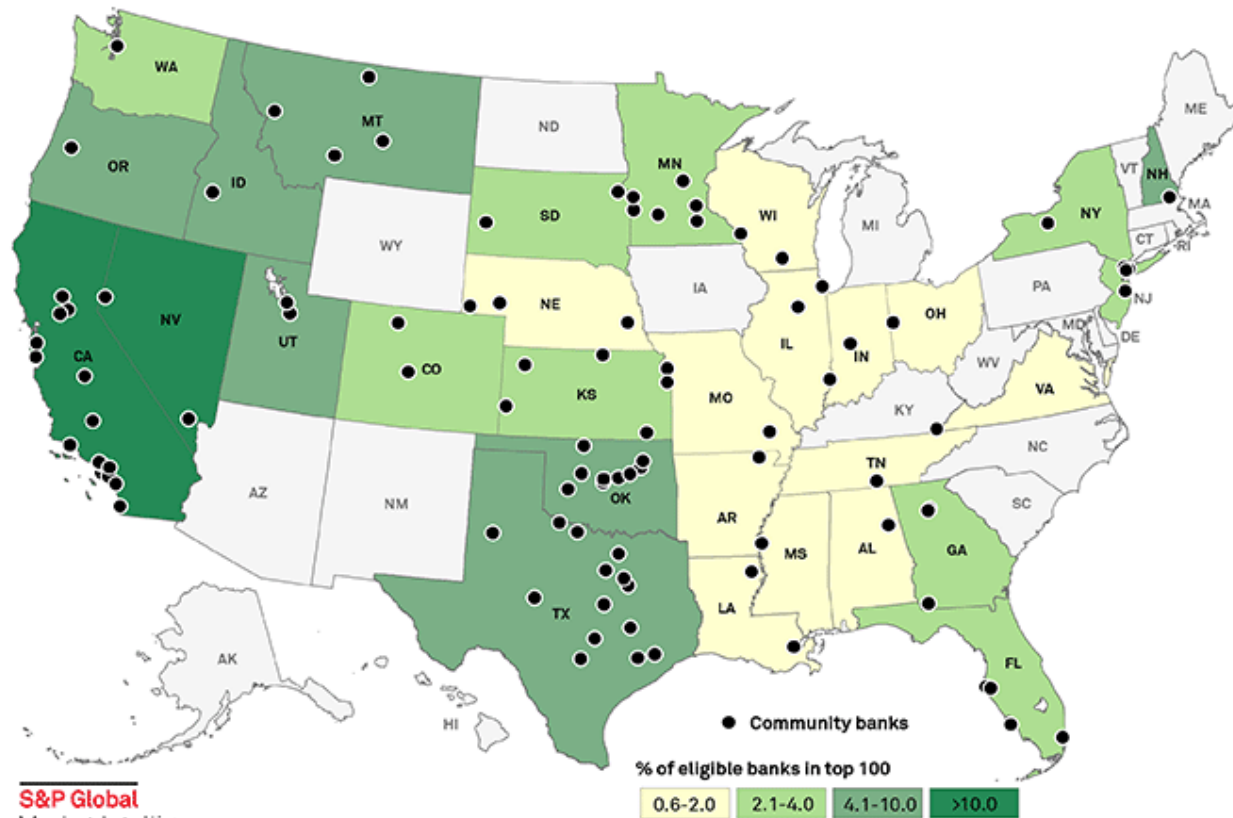 WA
MT
ND
MN
ME
VT
NH
OR
ID
SD
WI
NY
MA
MI
CT
RI
WY
IA
PA
NJ
NE
OH
MD
DE
NV
UT
IL
IN
WV
CA
CO
KS
MO
VA
KY
NC
TN
AZ
NM
OK
AR
SC
MS
AL
GA
LA
TX
AK
FL
HI
Community banks
% of eligible banks in top 100
0.6-2.0 2.1-4.0 4.1-10.0 >10.0
S&P Global